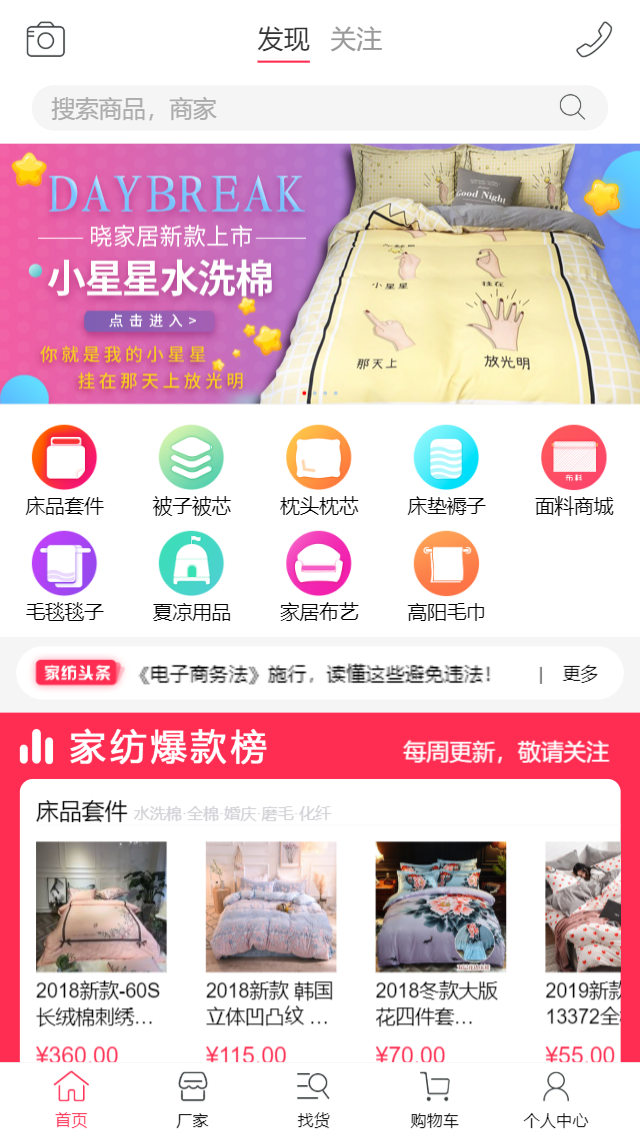 发现 关注
搜索商品，商家
DAYBREAK
晓家居新款上市
小星星水洗棉
点击进入>
你就是我的小星星
挂在那天上放光明
Good Night
小星星 挂在
那天上 放光明
床品套件 被子被芯 枕头枕芯 床垫褥子 面料商城
布料
毛毯毯子 夏凉用品 家居布艺 高阳毛巾
家纺头条 《电子商务法》施行，读懂这些避免违法！ | 更多
家纺爆款榜 每周更新，敬请关注
床品套件 水洗棉·全棉·婚庆·磨毛·化纤
2018新款-60S 2018新款 韩国 2018冬款大版 2019新款
长绒棉刺绣... 立体凹凸纹 ... 花四件套... 13372全
¥360.00 ¥115.00 ¥70.00 ¥55.00
首页 厂家 找货 购物车 个人中心